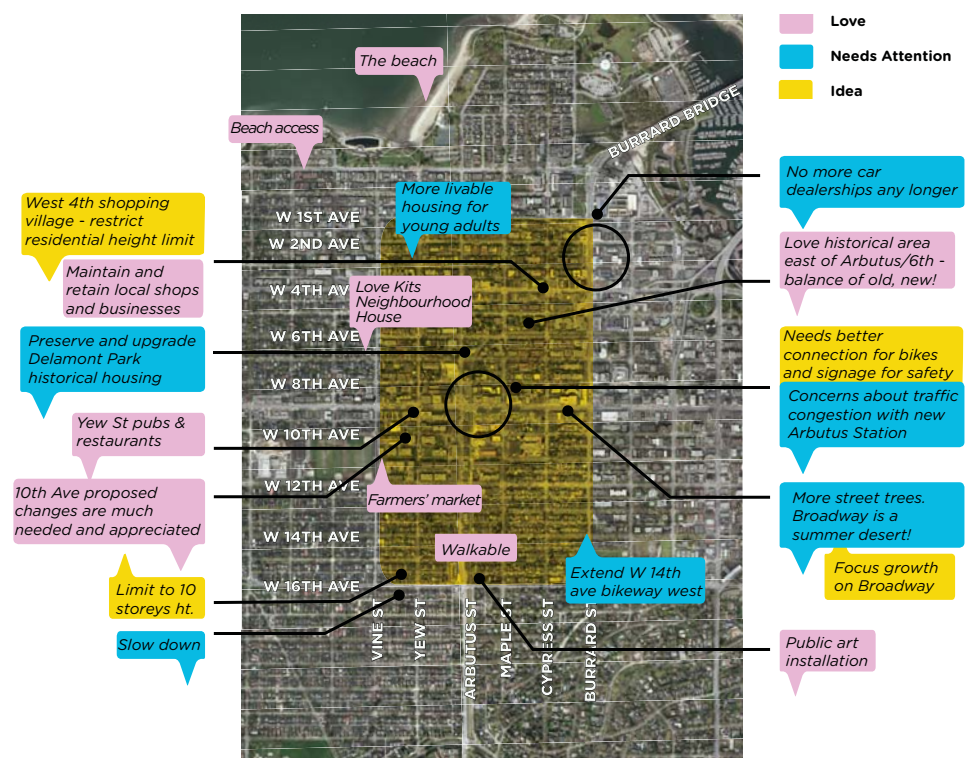 Love
Needs Attention
Idea
The beach
BURRARD BRIDGE
Beach access
No more car
dealerships any longer
West 4th shopping
village - restrict
residential height limit
More livable
housing for
young adults
W 1ST AVE
W 2ND AVE
Love historical area
east of Arbutus/6th -
balance of old, new!
Maintain and
retain local shops
and businesses
W 4TH AVE
Love Kits
Neighbourhood
House
W 6TH AVE
Preserve and upgrade
Delamont Park
historical housing
Needs better
connection for bikes
and signage for safety
W 8TH AVE
Concerns about traffic
congestion with new
Arbutus Station
Yew St pubs &
restaurants
W 10TH AVE
10th Ave proposed
changes are much
needed and appreciated
W 12TH AVE
Farmers' market
More street trees.
Broadway is a
summer desert!
W 14TH AVE
Walkable
Focus growth
on Broadway
Extend W 14th
ave bikeway west
W 16TH AVE
Limit to 10
storeys ht.
Slow down
Public art
installation
VINE ST
YEW ST
ARBUTUS ST
MAPLE ST
CYPRESS ST
BURRARD ST